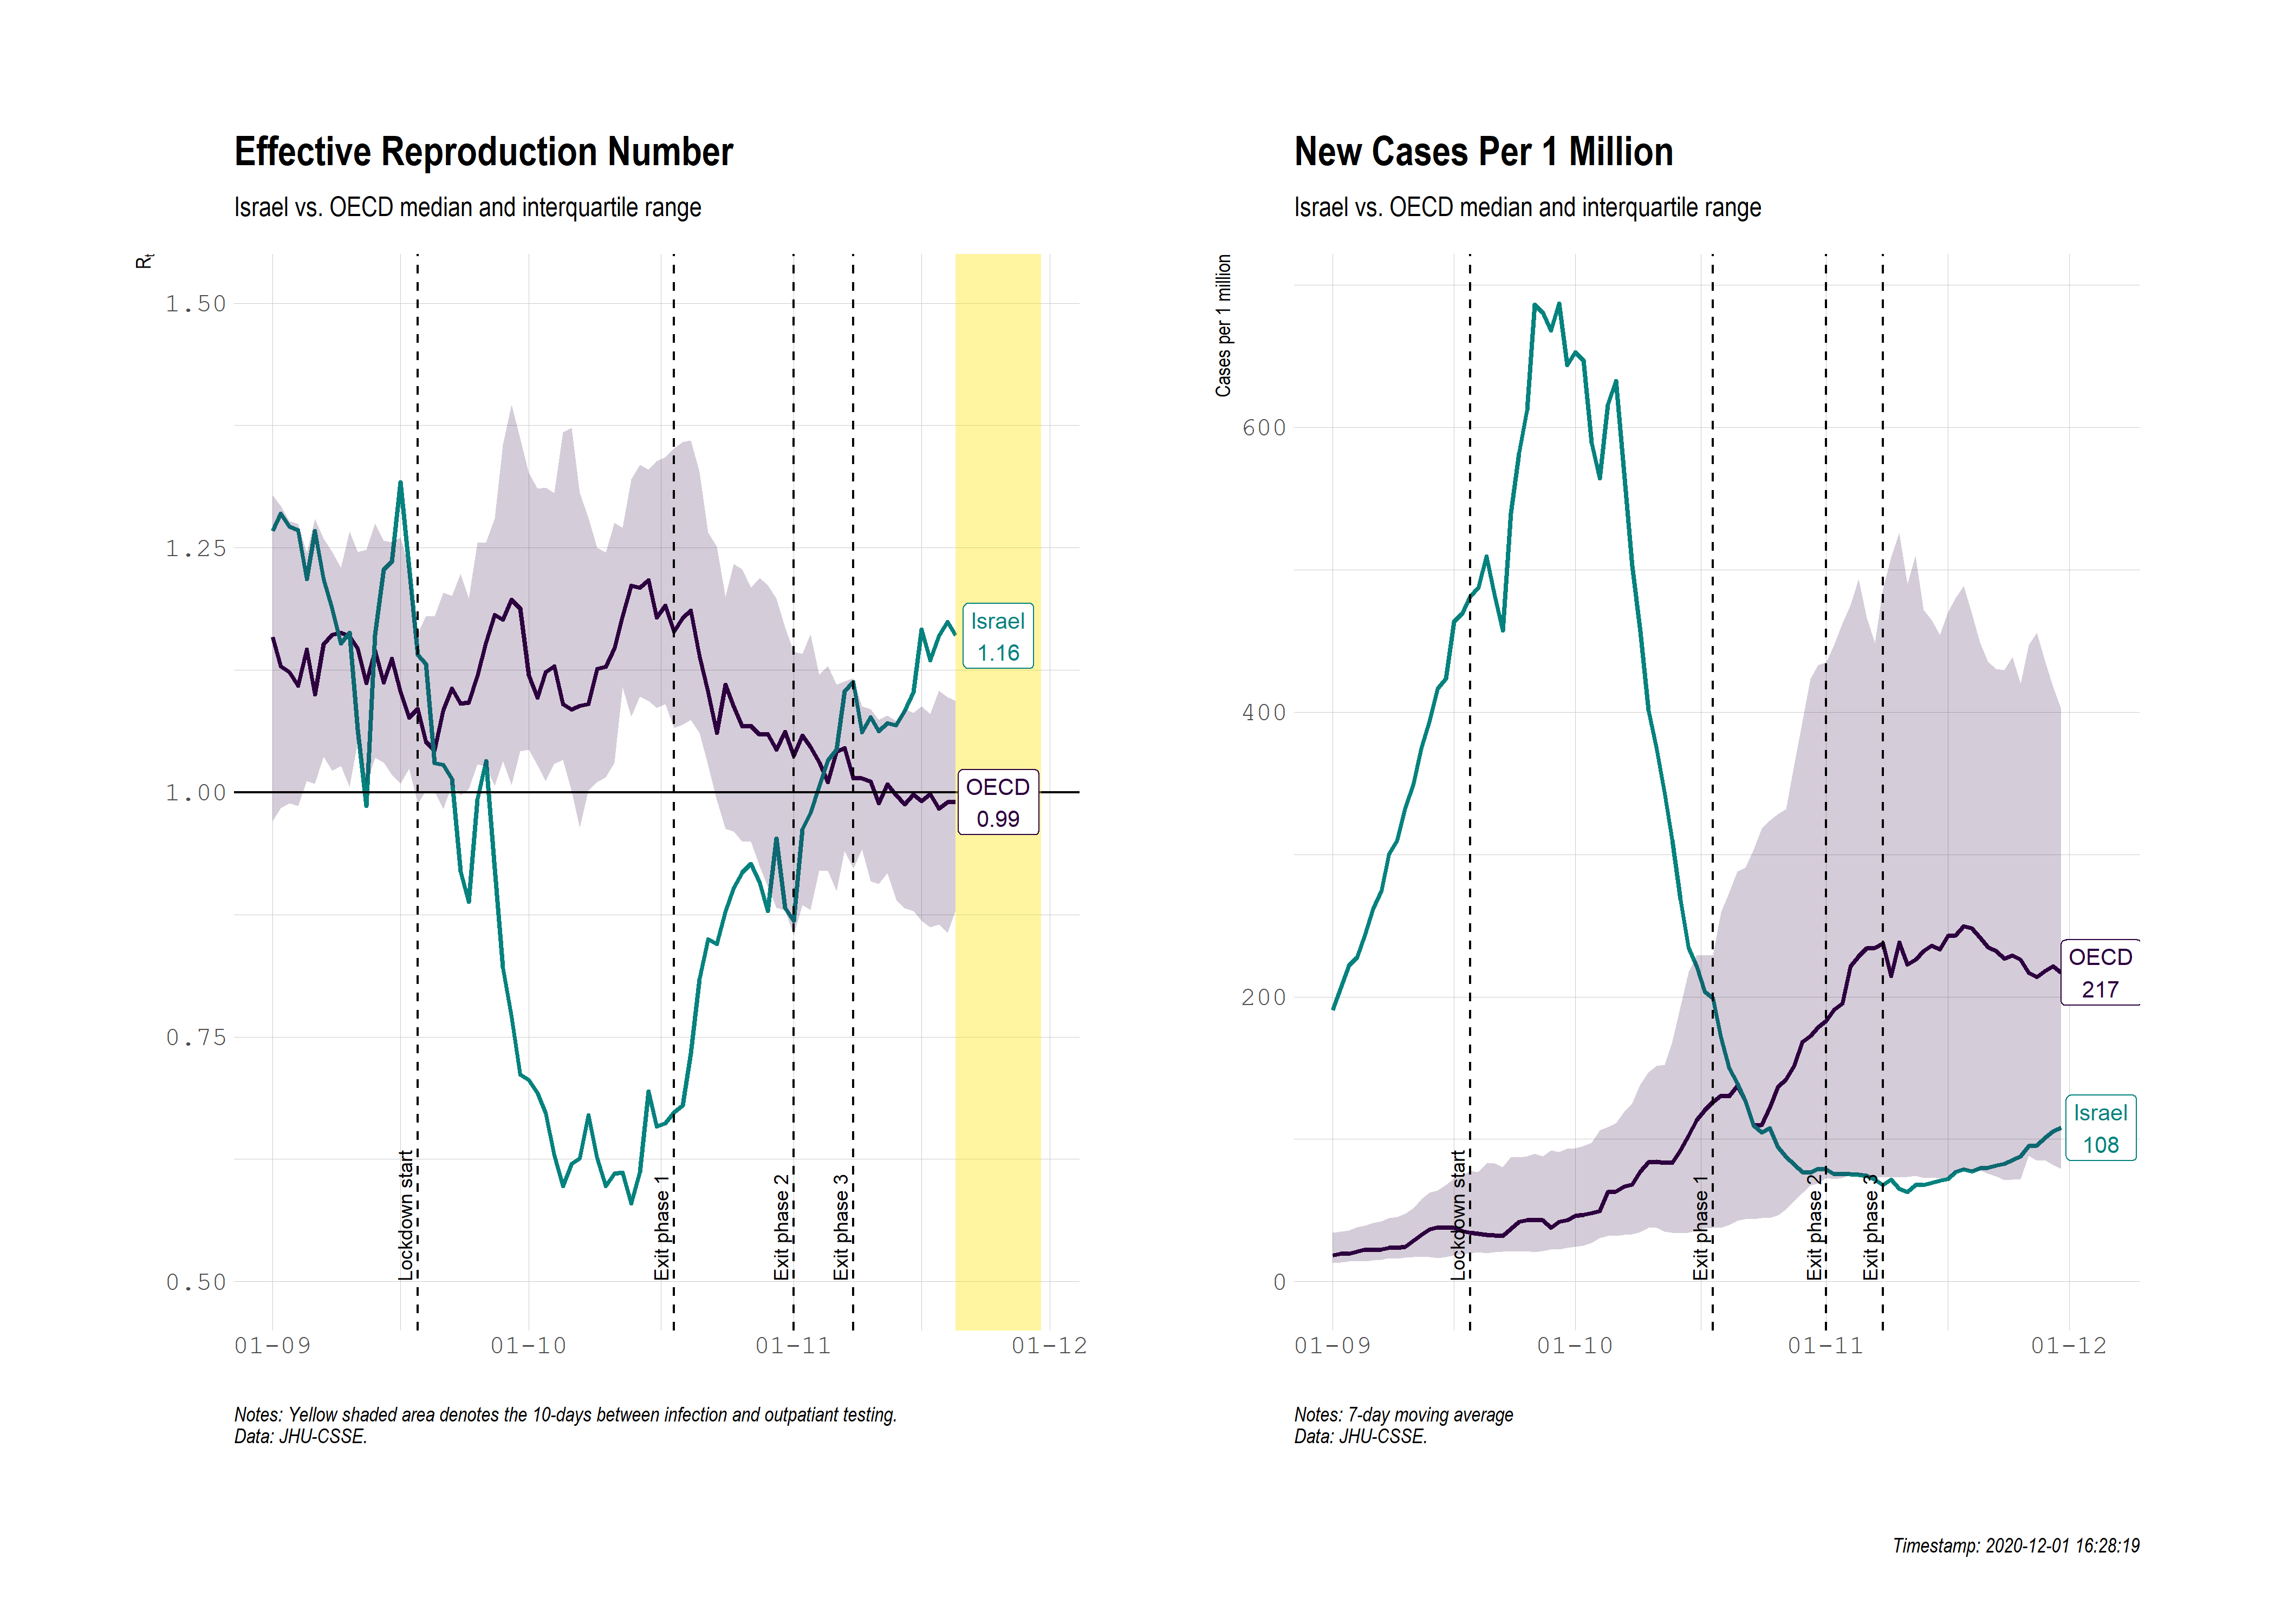 Effective Reproduction Number
Israel vs. OECD median and interquartile range
Rt
1.50
1.25
1.00
0.75
0.50
Lockdown start
Exit phase 1
Exit phase 2
Exit phase 3
Israel
1.16
OECD
0.99
01-09
01-10
01-11
01-12
Notes: Yellow shaded area denotes the 10-days between infection and outpatiant testing.
Data: JHU-CSSE.
New Cases Per 1 Million
Israel vs. OECD median and interquartile range
Cases per 1 million
600
400
200
0
Lockdown start
Exit phase 1
Exit phase 2
Exit phase 3
OECD
217
Israel
108
01-09
01-10
01-11
01-12
Notes: 7-day moving average
Data: JHU-CSSE.
Timestamp: 2020-12-01 16:28:19